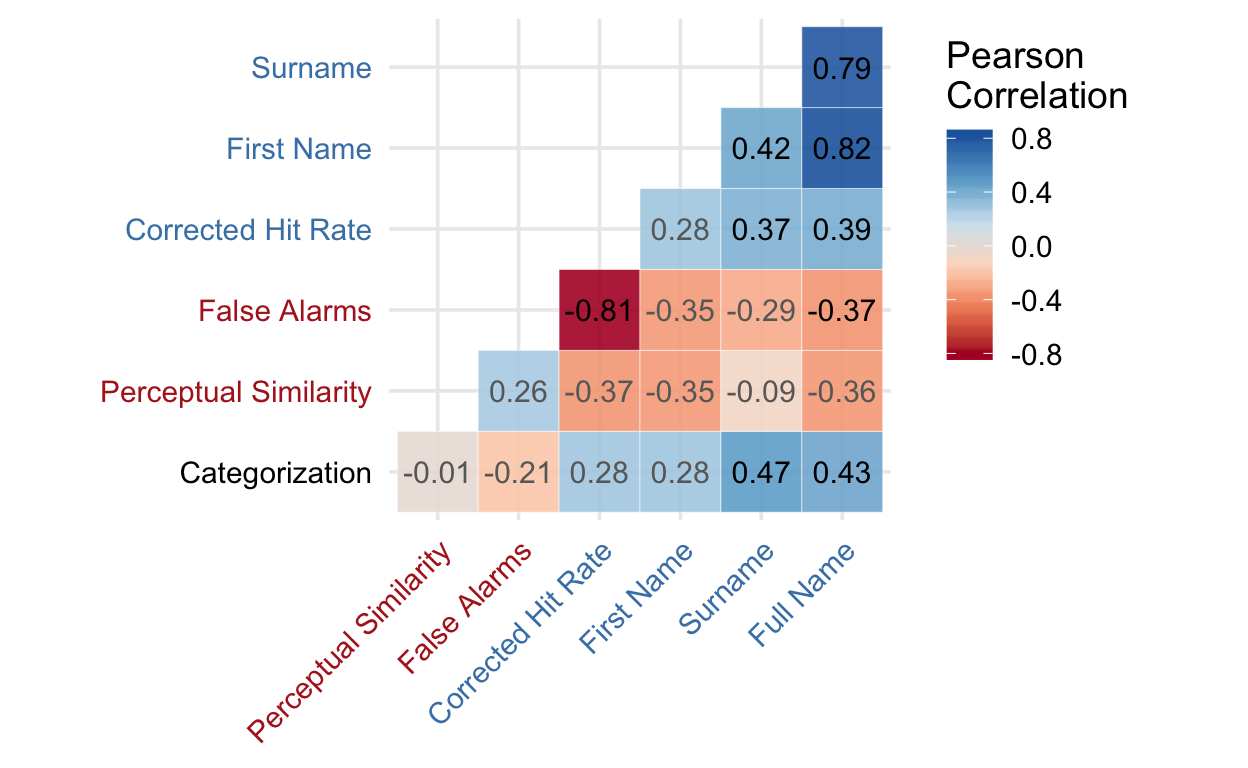 Pearson
Correlation
Surname 0.79
First Name 0.42 0.82
Corrected Hit Rate 0.28 0.37 0.39
False Alarms -0.81 -0.35 -0.29 -0.37
Perceptual Similarity 0.26 -0.37 -0.35 -0.09 -0.36
Categorization -0.01 -0.21 0.28 0.28 0.47 0.43
Perceptual Similarity
False Alarms
Corrected Hit Rate
First Name
Surname
Full Name
0.8
0.4
0.0
-0.4
-0.8